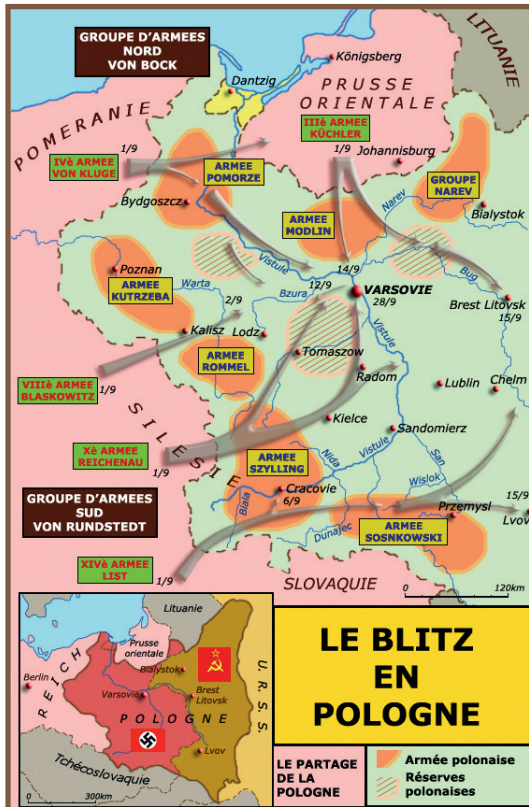 GROUPE D'ARMEES
NORD
VON BOCK
LITUANIE
Königsberg
Dantzig
PRUSSE
ORIENTALE
POMERANIE
IIIè ARMEE
KÜCHLER
1/9
1/9
IVè ARMEE
VON KLUGE
Johannisburg
ARMEE
POMORZE
GROUPE
NAREV
Bydgoszcz
Narev
Bialystok
ARMEE
MODLIN
Vistule
14/9
Bug
Poznan
ARMEE
KUTRZEBA
Warta
2/9
Bzura
12/9
VARSOVIE
28/9
Brest Litovsk
15/9
Kalisz
Lodz
Vistule
ARMEE
ROMMEL
Tomaszow
Radom
VIIIè ARMEE
BLASKOWITZ
1/9
Lublin
Chelm
SILESIE
Kielce
Sandomierz
Xè ARMEE
REICHENAU
1/9
ARMEE
SZYLLING
Nida
Vistule
San
Wislok
GROUPE D'ARMEES
SUD
VON RUNDSTEDT
Biala
Cracovie
6/9
Dunajec
Przemysl
15/9
Lvov
ARMEE
SOSNKOWSKI
XIVè ARMEE
LIST
1/9
SLOVAQUIE
0
120km
Lituanie
Prusse
orientale
Berlin
REICH
Bialystok
Varsovie
Brest
Litovsk
POLOGNE
U.R.S.S.
Lvov
Tchécoslovaquie
0
300km
LE BLITZ
EN
POLOGNE
LE PARTAGE
DE LA
POLOGNE
Armée polonaise
Réserves
polonaises